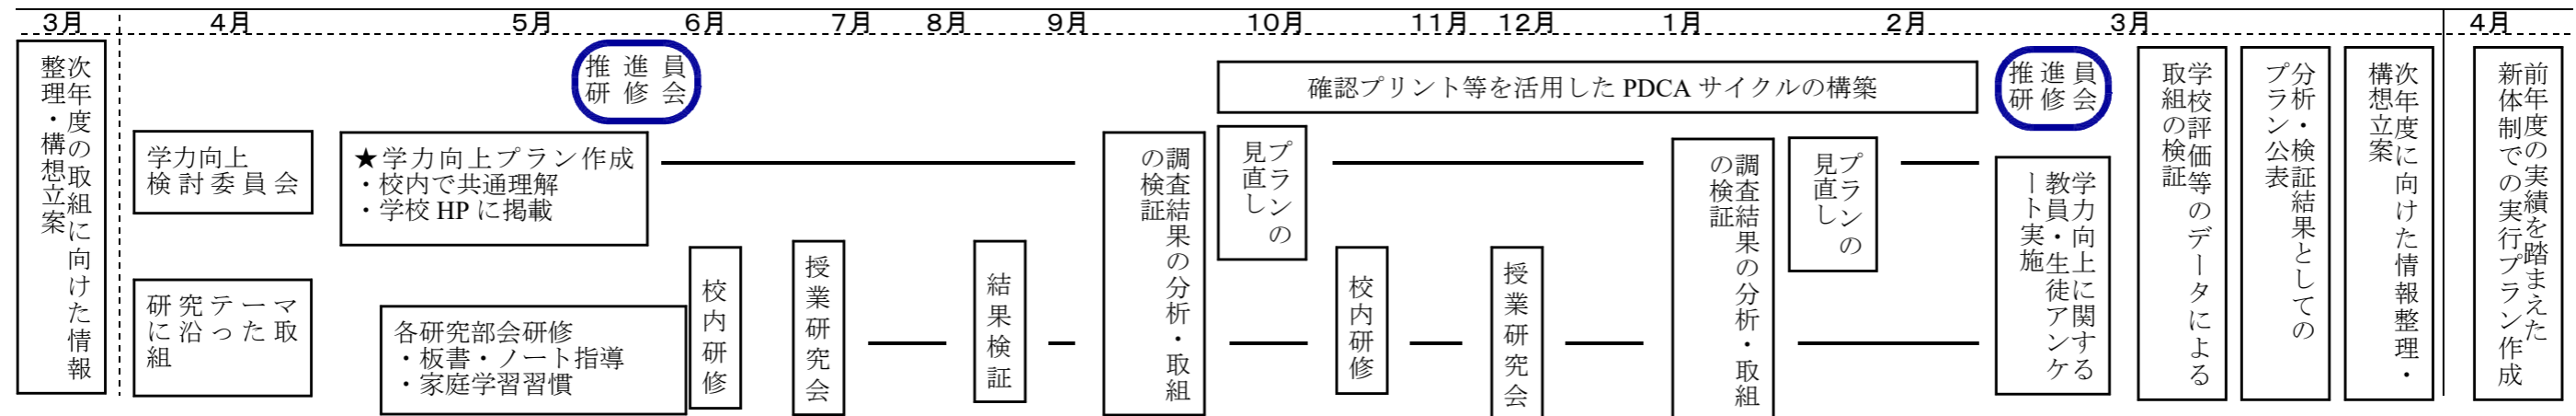 3月
4月
5月
6月
7月
8月
9月
10月
11月
12月
1月
2月
3月
4月
次年度の取組に向けた情報
整理・構想立案
学力向上
検討委員会
研究テーマ
に沿った取
組
推進員
研修会
★学力向上プラン作成
・校内で共通理解
・学校 HP に掲載
各研究部会研修
・板書・ノート指導
・家庭学習習慣
校内研修
授業研究会
結果検証
調査結果の分析・取組
の検証
確認プリント等を活用した PDCA サイクルの構築
プランの
見直し
校内研修
授業研究会
調査結果の分析・取組
の検証
プランの
見直し
推進員
研修会
学力向上に関する
教員・生徒アンケ
ート実施
学校評価等のデータによる
取組の検証
分析・検証結果としての
プラン公表
次年度に向けた情報整理・
構想立案
前年度の実績を踏まえた
新体制での実行プラン作成